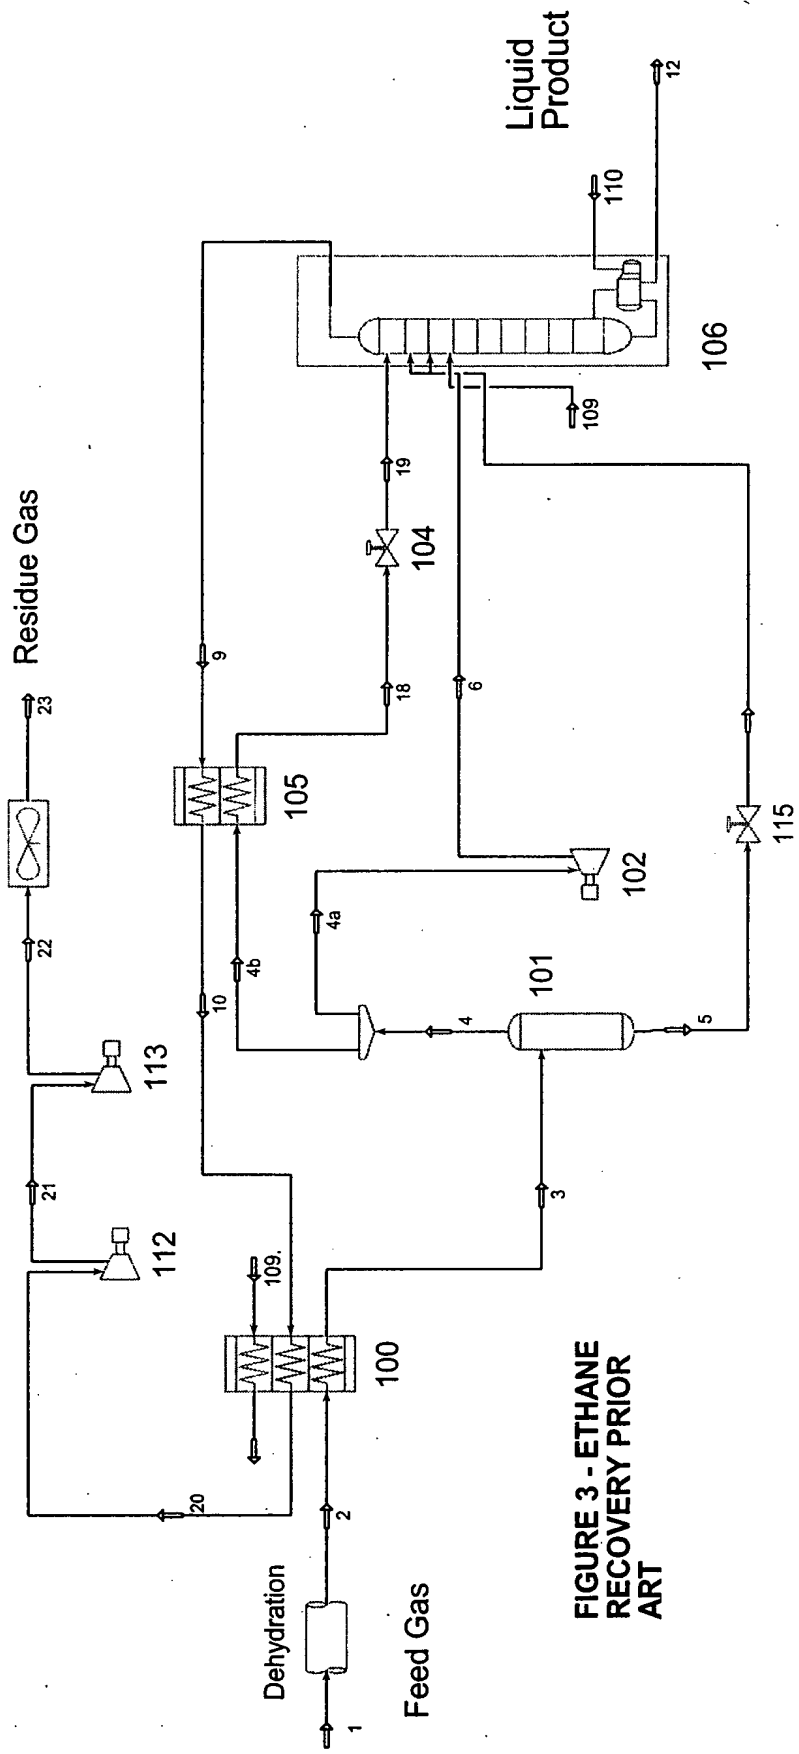 Residue Gas
23
22
113
21
112
20
Dehydration
1
Feed Gas
2
109.
100
3
10
9
105
4b
4a
4
101
5
102
6
18
104
19
109
115
106
110
Liquid
Product
12
FIGURE 3 - ETHANE
RECOVERY PRIOR
ART